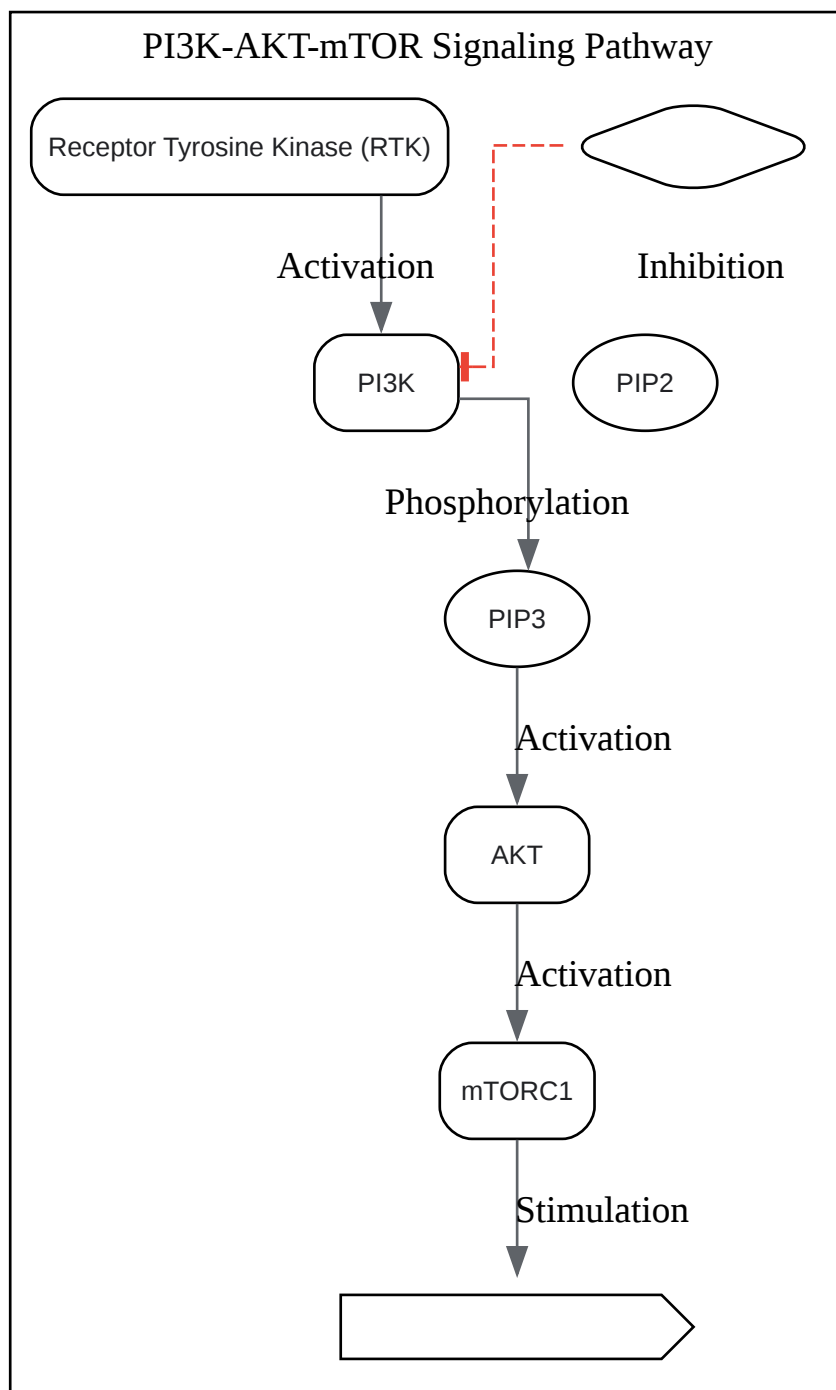 PI3K-AKT-mTOR Signaling Pathway
Receptor Tyrosine Kinase (RTK)
Activation
Inhibition
PI3K
PIP2
Phosphorylation
PIP3
Activation
AKT
Activation
mTORC1
Stimulation